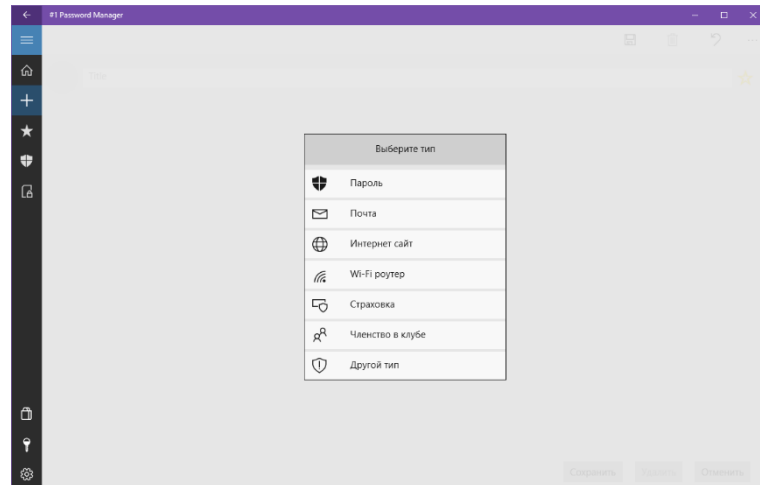 #1 Password Manager
Title
Выберите тип
Пароль
Почта
Интернет сайт
Wi-Fi роутер
Страховка
Членство в клубе
Другой тип
Сохранить
Отменить